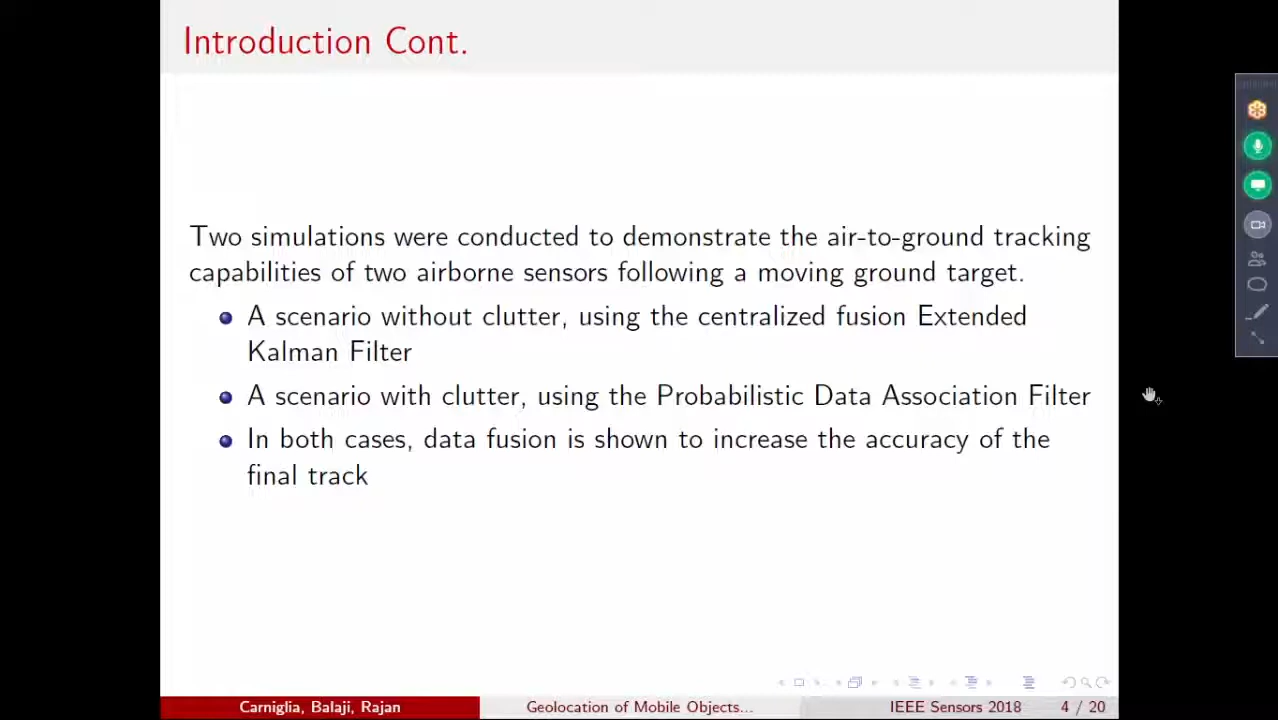 Introduction Cont.
Two simulations were conducted to demonstrate the air-to-ground tracking
capabilities of two airborne sensors following a moving ground target.
A scenario without clutter, using the centralized fusion Extended
Kalman Filter
A scenario with clutter, using the Probabilistic Data Association Filter
In both cases, data fusion is shown to increase the accuracy of the
final track
Carniglia, Balaji, Rajan
Geolocation of Mobile Objects...
IEEE Sensors 2018
4 / 20